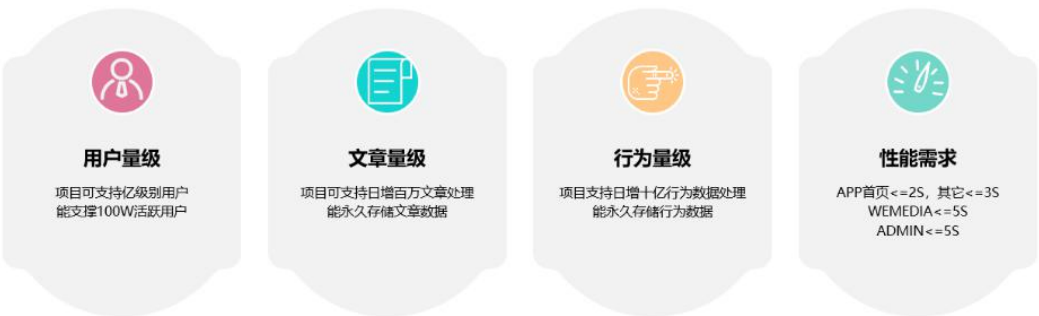 用户量级
项目可支持亿级别用户
能支撑100W活跃用户
文章量级
项目可支持日增百万文章处理
能永久存储文章数据
行为量级
项目支持日增十亿行为数据处理
能永久存储行为数据
性能需求
APP首页<=2S，其它<=3S
WEMEDIA<=5S
ADMIN<=5S